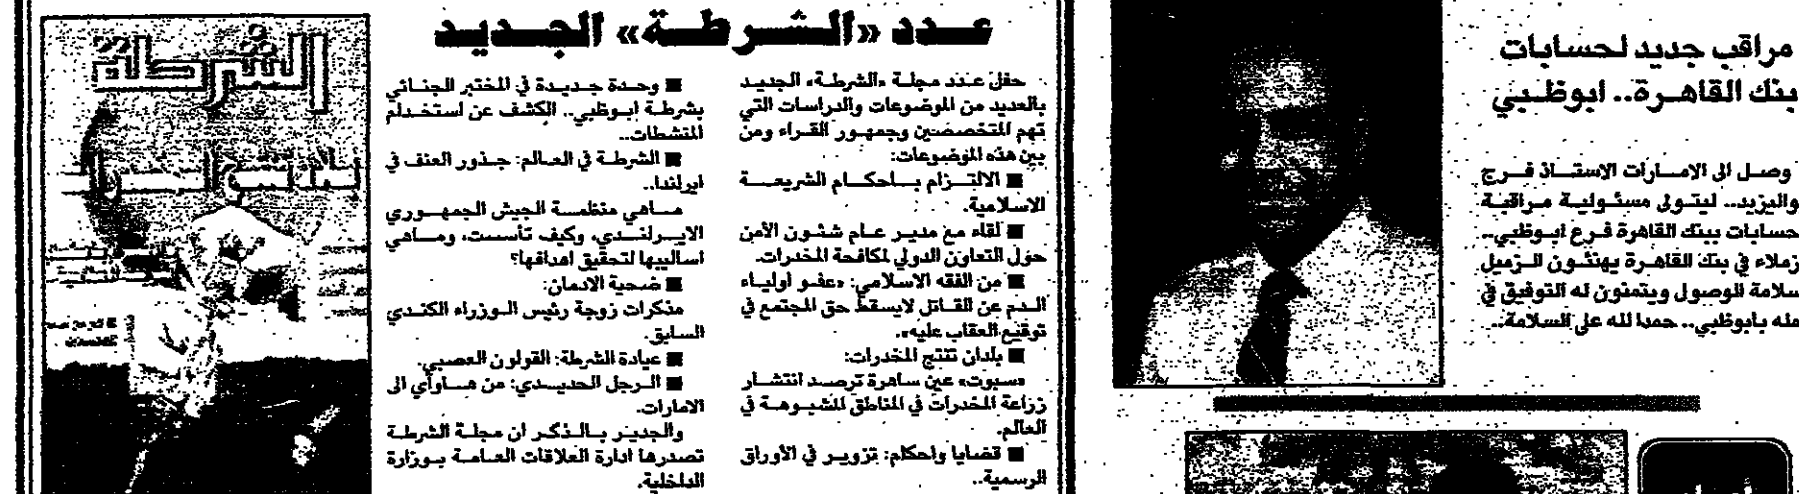 مراقب جديد لحسابات
بنك القاهرة.. ابوظبي
وصل الى الامارات الاستاذ فرج
واليزيد.. ليتولى مسئولية مراقبة
حسابات ببنك القاهرة فرع ابوظبي..
زملاء في بنك القاهرة يهنئون الزميل
سلامة الوصول ويتمنون له التوفيق في
مله بابوظبي.. حمدا لله على السلامة..
عدد «الشرطة» الجديد
حفل عدد مجلة «الشرطة» الجديد
بالعديد من الموضوعات والدراسات التي
تهم المتخصصين وجمهور القراء ومن
بين هذه الموضوعات:
■ الالتزام باحكام الشريعة
الاسلامية.
■ لقاء مع مدير عام شئون الأمن
حول التعاون الدولي لمكافحة المخدرات.
■ من الفقه الاسلامي: «عفو اولياء
الدم عن القاتل لايسقط حق المجتمع في
توقيع العقاب عليه».
■ بلدان تنتج المخدرات:
«سبوت» عين ساهرة ترصد انتشار
زراعة المخدرات في المناطق المشبوهة في
العالم.
■ قضايا واحكام: تزوير في الأوراق
الرسمية..
■ وحدة جديدة في المختبر الجنائي
بشرطة ابوظبي.. الكشف عن استخدام
المنشطات..
■ الشرطة في العالم: جذور العنف في
ايرلندا..
ماهي منظمة الجيش الجمهوري
الايرلندي، وكيف تأسست، وماهي
اساليبها لتحقيق اهدافها؟
■ ضحية الادمان:
مذكرات زوجة رئيس الوزراء الكندي
السابق.
■ عيادة الشرطة: القولون العصبي.
■ الرجل الحديدي: من هاواي الى
الامارات.
والجدير بالذكر ان مجلة الشرطة
تصدرها ادارة العلاقات العامة بوزارة
الداخلية.
الشرطة